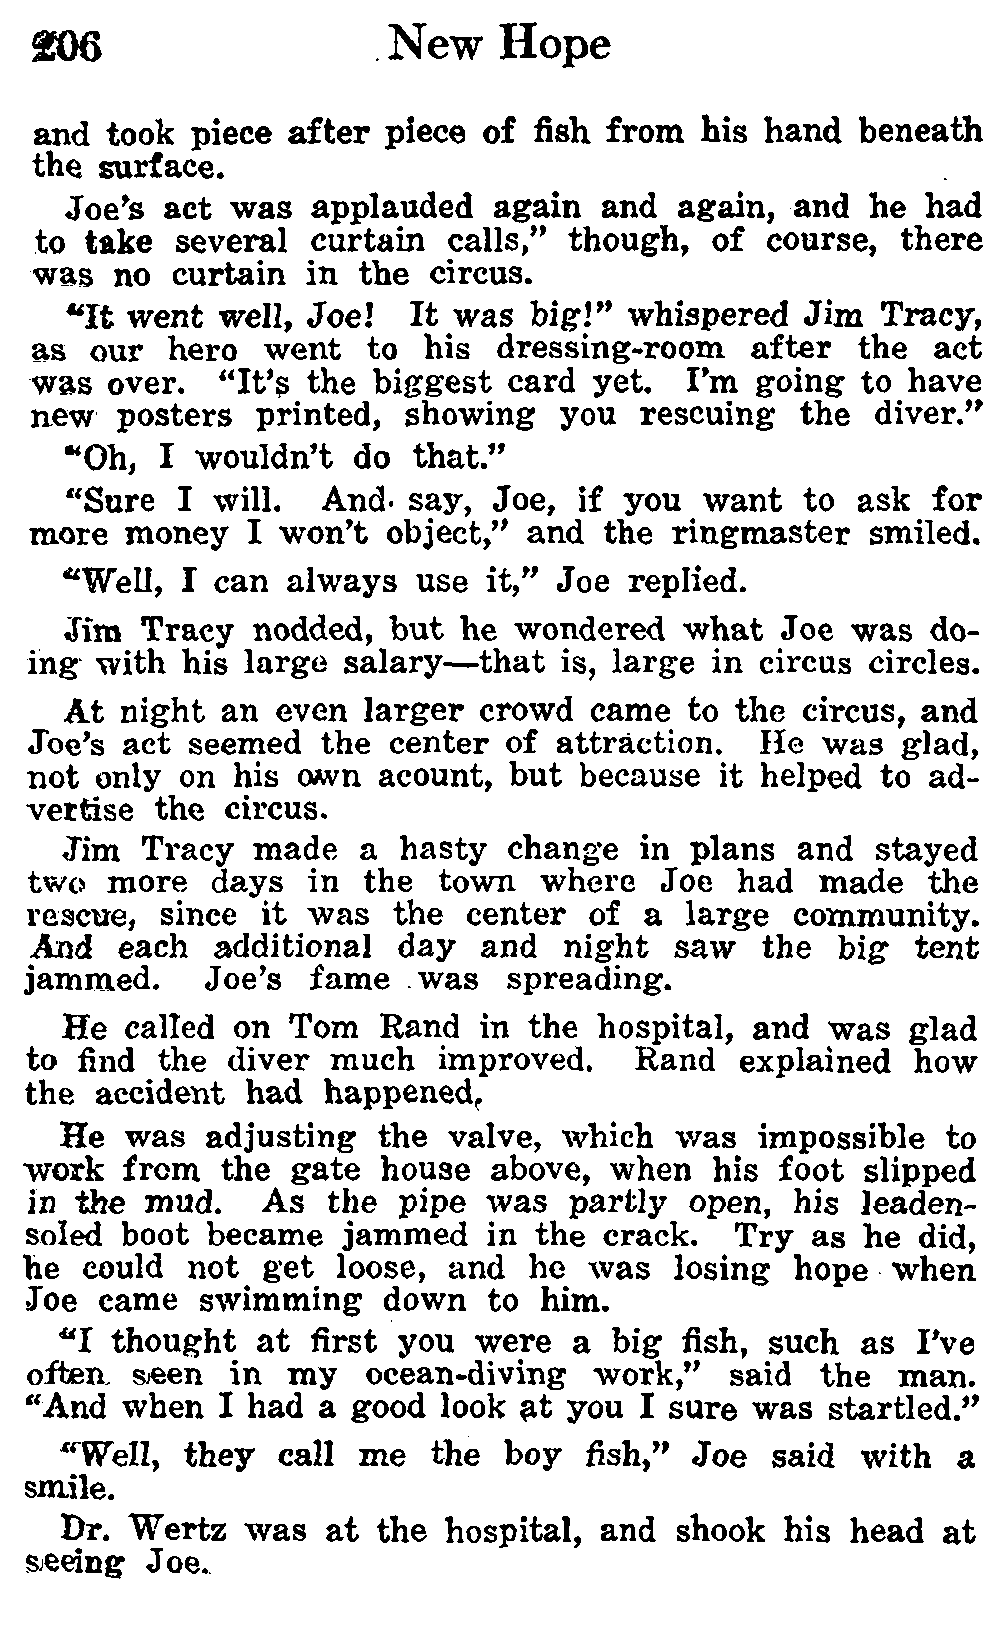 206 New Hope
and took piece after piece of fish from his hand beneath
the surface.
Joe's act was applauded again and again, and he had
to take several curtain calls," though, of course, there
was no curtain in the circus.
"It went well, Joe! It was big!" whispered Jim Tracy,
as our hero went to his dressing-room after the act
was over. "It's the biggest card yet. I'm going to have
new posters printed, showing you rescuing the diver."
"Oh, I wouldn't do that."
"Sure I will. And say, Joe, if you want to ask for
more money I won't object," and the ringmaster smiled.
"Well, I can always use it," Joe replied.
Jim Tracy nodded, but he wondered what Joe was do-
ing with his large salary—that is, large in circus circles.
At night an even larger crowd came to the circus, and
Joe's act seemed the center of attraction. He was glad,
not only on his own acount, but because it helped to ad-
vertise the circus.
Jim Tracy made a hasty change in plans and stayed
two more days in the town where Joe had made the
rescue, since it was the center of a large community.
And each additional day and night saw the big tent
jammed. Joe's fame was spreading.
He called on Tom Rand in the hospital, and was glad
to find the diver much improved. Rand explained how
the accident had happened,
He was adjusting the valve, which was impossible to
work from the gate house above, when his foot slipped
in the mud. As the pipe was partly open, his leaden-
soled boot became jammed in the crack. Try as he did,
he could not get loose, and he was losing hope when
Joe came swimming down to him.
"I thought at first you were a big fish, such as I've
often seen in my ocean-diving work," said the man.
"And when I had a good look at you I sure was startled."
"Well, they call me the boy fish," Joe said with a
smile.
Dr. Wertz was at the hospital, and shook his head at
seeing Joe.